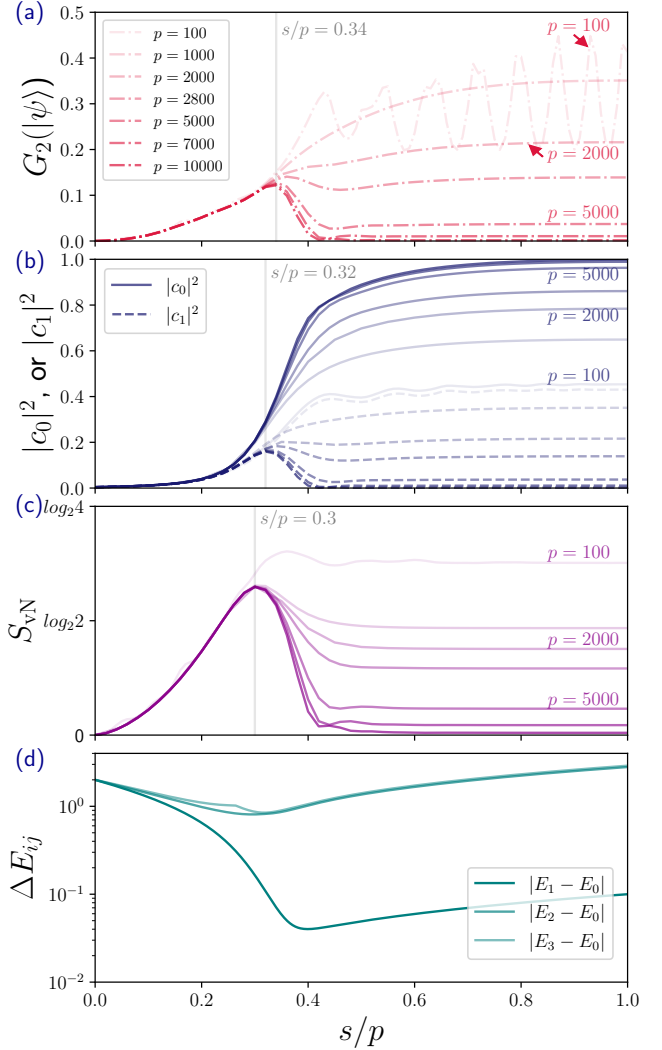 (a)
0.5
0.4
0.3
0.2
0.1
0.0
G₂(|ψ⟩)
s/p = 0.34
p = 100
p = 1000
p = 2000
p = 2800
p = 5000
p = 7000
p = 10000
p = 100
p = 2000
p = 5000
(b)
1.0
0.8
0.6
0.4
0.2
0.0
|c₀|², or |c₁|²
s/p = 0.32
|c₀|²
|c₁|²
p = 5000
p = 2000
p = 100
(c)
log₂4
log₂2
0
S_vN
s/p = 0.3
p = 100
p = 2000
p = 5000
(d)
10⁰
10⁻¹
10⁻²
ΔE_ij
|E₁ − E₀|
|E₂ − E₀|
|E₃ − E₀|
0.0 0.2 0.4 0.6 0.8 1.0
s/p